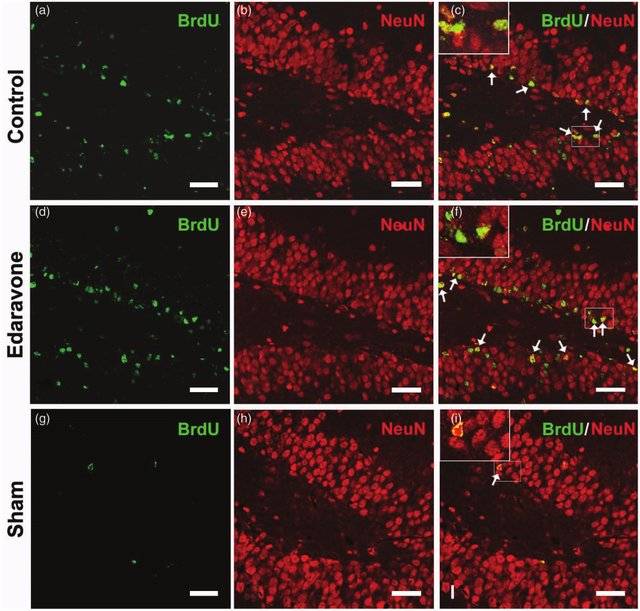 (a) BrdU
(b) NeuN
(c) BrdU/NeuN
Control
(d) BrdU
(e) NeuN
(f) BrdU/NeuN
Edaravone
(g) BrdU
(h) NeuN
(i) BrdU/NeuN
Sham